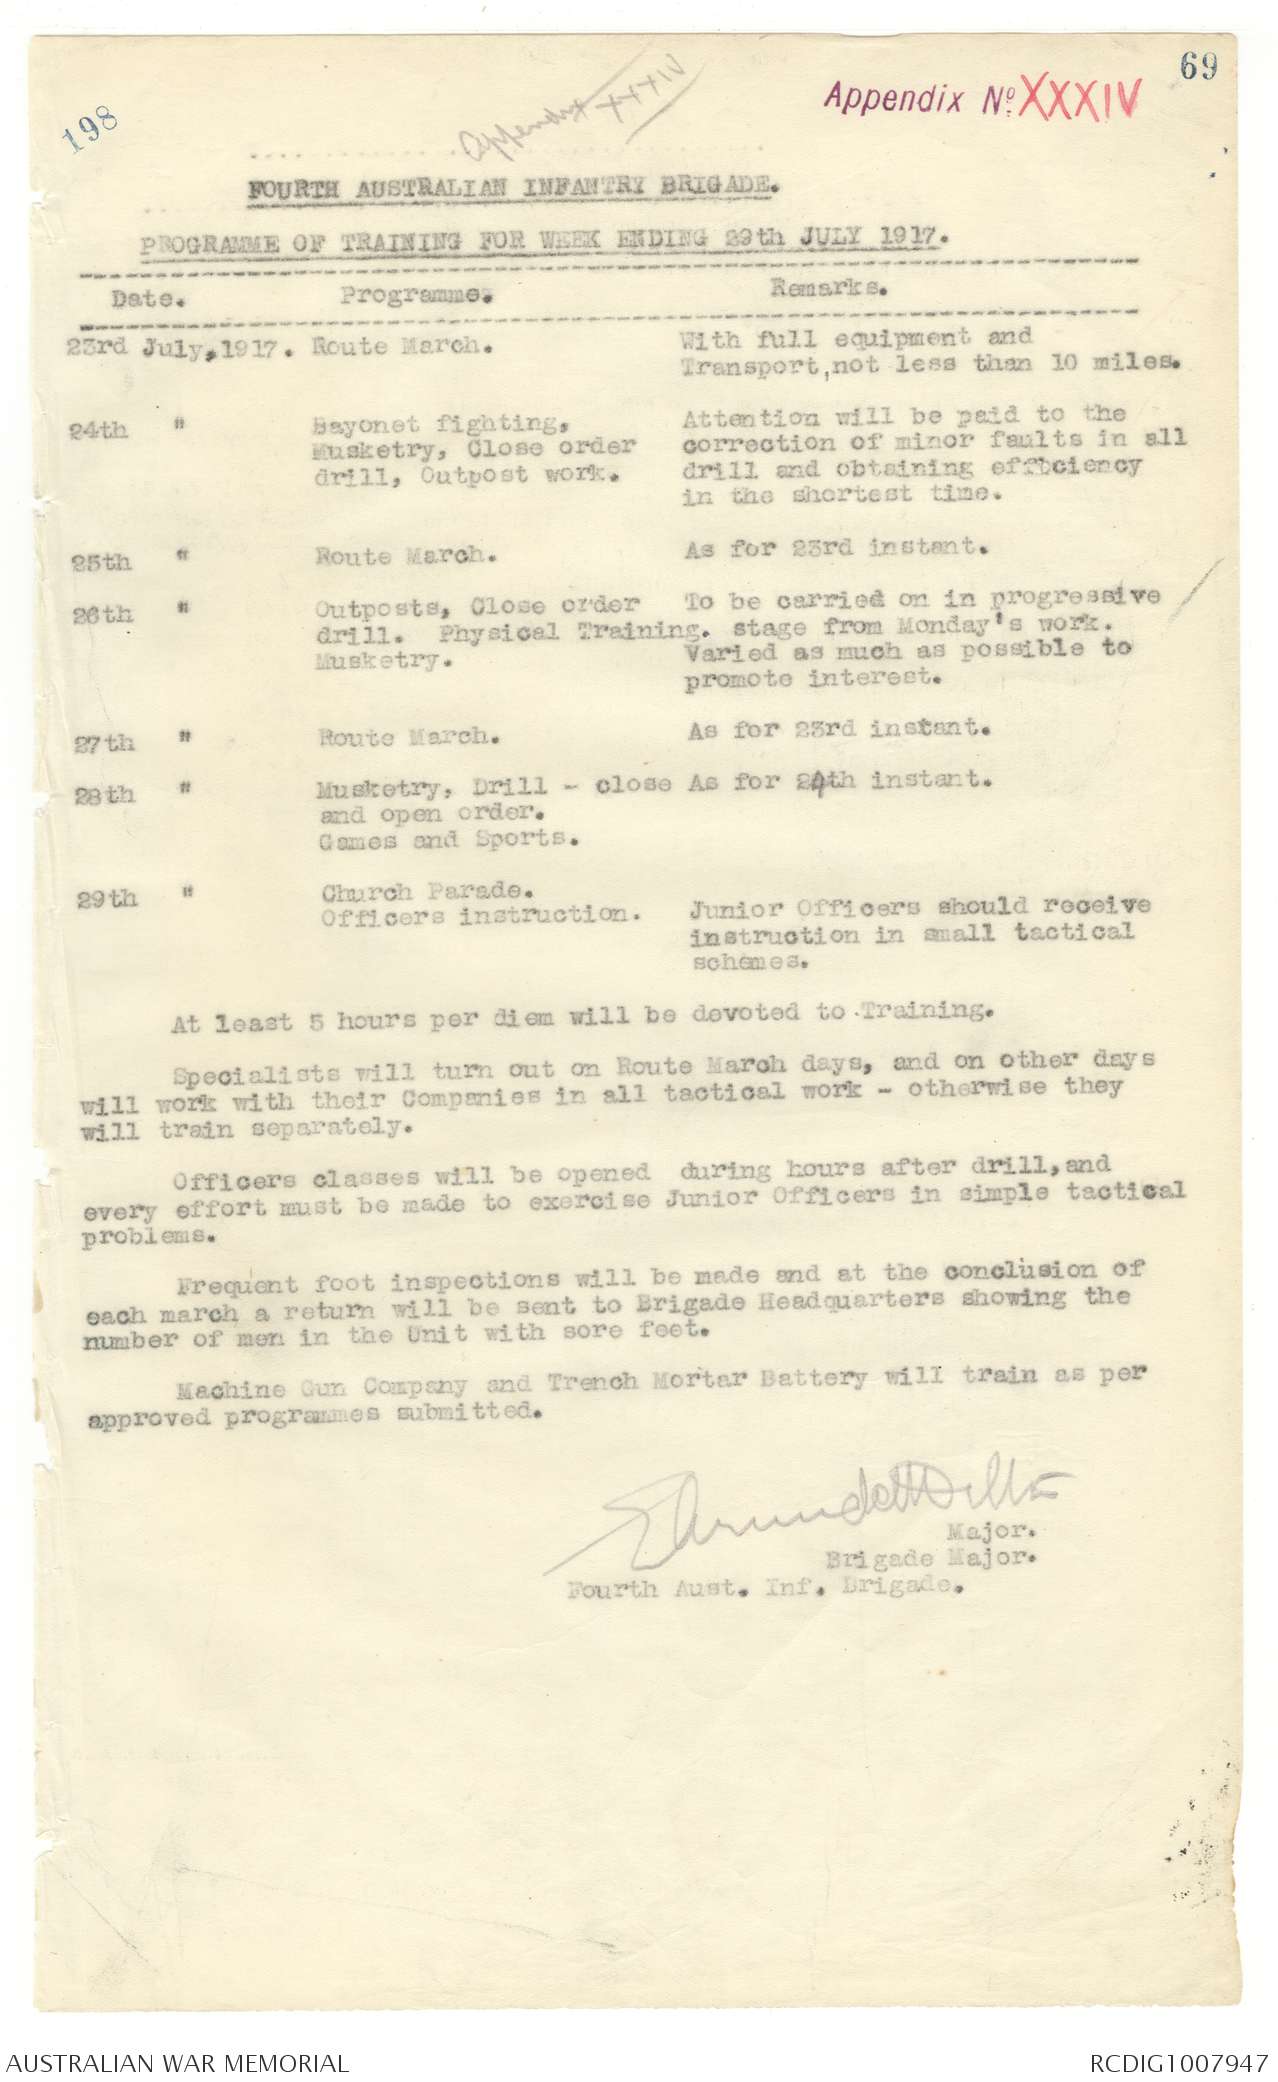 69
198
Appendix XXXIV
Appendix No. XXXIV
FOURTH AUSTRALIAN INFANTRY BRIGADE.
PROGRAMME OF TRAINING FOR WEEK ENDING 29th JULY 1917.
Date. Programme. Remarks.
23rd July, 1917. Route March. With full equipment and
Transport, not less than 10 miles.
24th " Bayonet fighting, Attention will be paid to the
Musketry, Close order correction of minor faults in all
drill, Outpost work. drill and obtaining efficiency
in the shortest time.
25th " Route March. As for 23rd instant.
26th " Outposts, Close order To be carried on in progressive
drill. Physical Training. stage from Monday's work.
Musketry. Varied as much as possible to
promote interest.
27th " Route March. As for 23rd instant.
28th " Musketry, Drill - close As for 24th instant.
and open order.
Games and Sports.
29th " Church Parade.
Officers instruction. Junior Officers should receive
instruction in small tactical
schemes.
At least 5 hours per diem will be devoted to Training.
Specialists will turn out on Route March days, and on other days
will work with their Companies in all tactical work - otherwise they
will train separately.
Officers classes will be opened during hours after drill, and
every effort must be made to exercise Junior Officers in simple tactical
problems.
Frequent foot inspections will be made and at the conclusion of
each march a return will be sent to Brigade Headquarters showing the
number of men in the Unit with sore feet.
Machine Gun Company and Trench Mortar Battery will train as per
approved programmes submitted.
Major.
Brigade Major.
Fourth Aust. Inf. Brigade.
AUSTRALIAN WAR MEMORIAL
RCDIG1007947